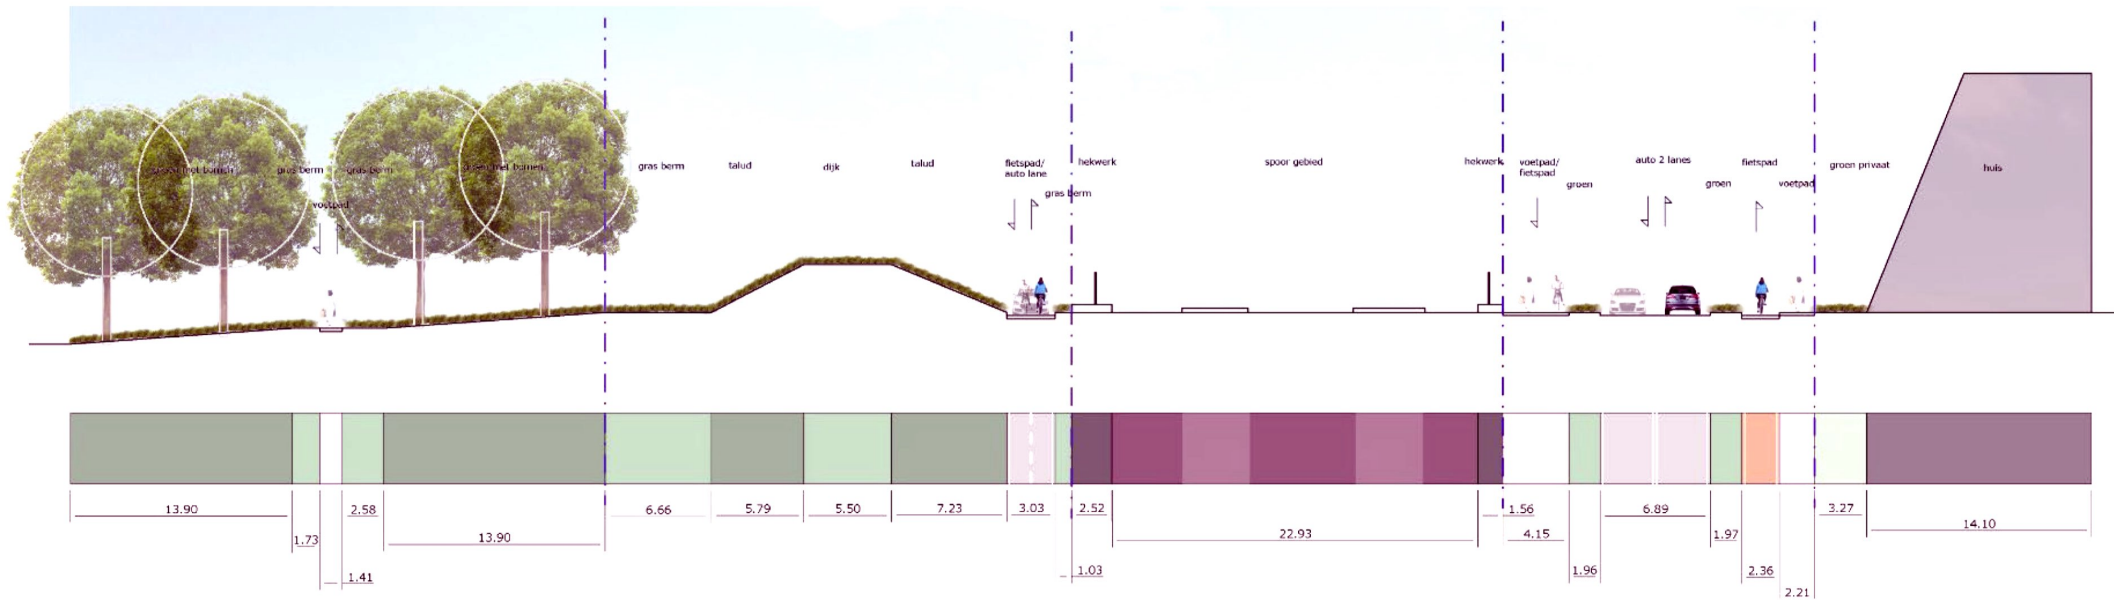 groen met bomen
gras berm
voetpad
gras berm
groen met bomen
gras berm
talud
dijk
talud
fietspad/
auto lane
gras berm
hekwerk
spoor gebied
hekwerk
voetpad/
fietspad
groen
auto 2 lanes
groen
fietspad
voetpad
groen privaat
huis
13.90
1.73
1.41
2.58
13.90
6.66
5.79
5.50
7.23
3.03
1.03
2.52
22.93
1.56
4.15
1.96
6.89
1.97
2.36
2.21
3.27
14.10